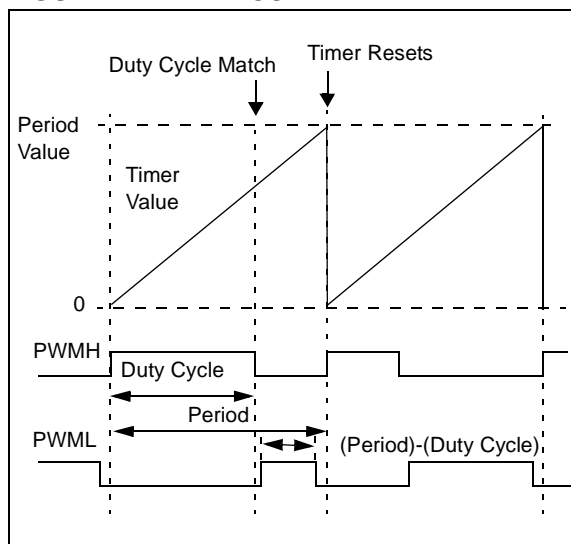 Timer Resets
Duty Cycle Match
Period
Value
Timer
Value
0
PWMH
Duty Cycle
Period
PWML
(Period)-(Duty Cycle)